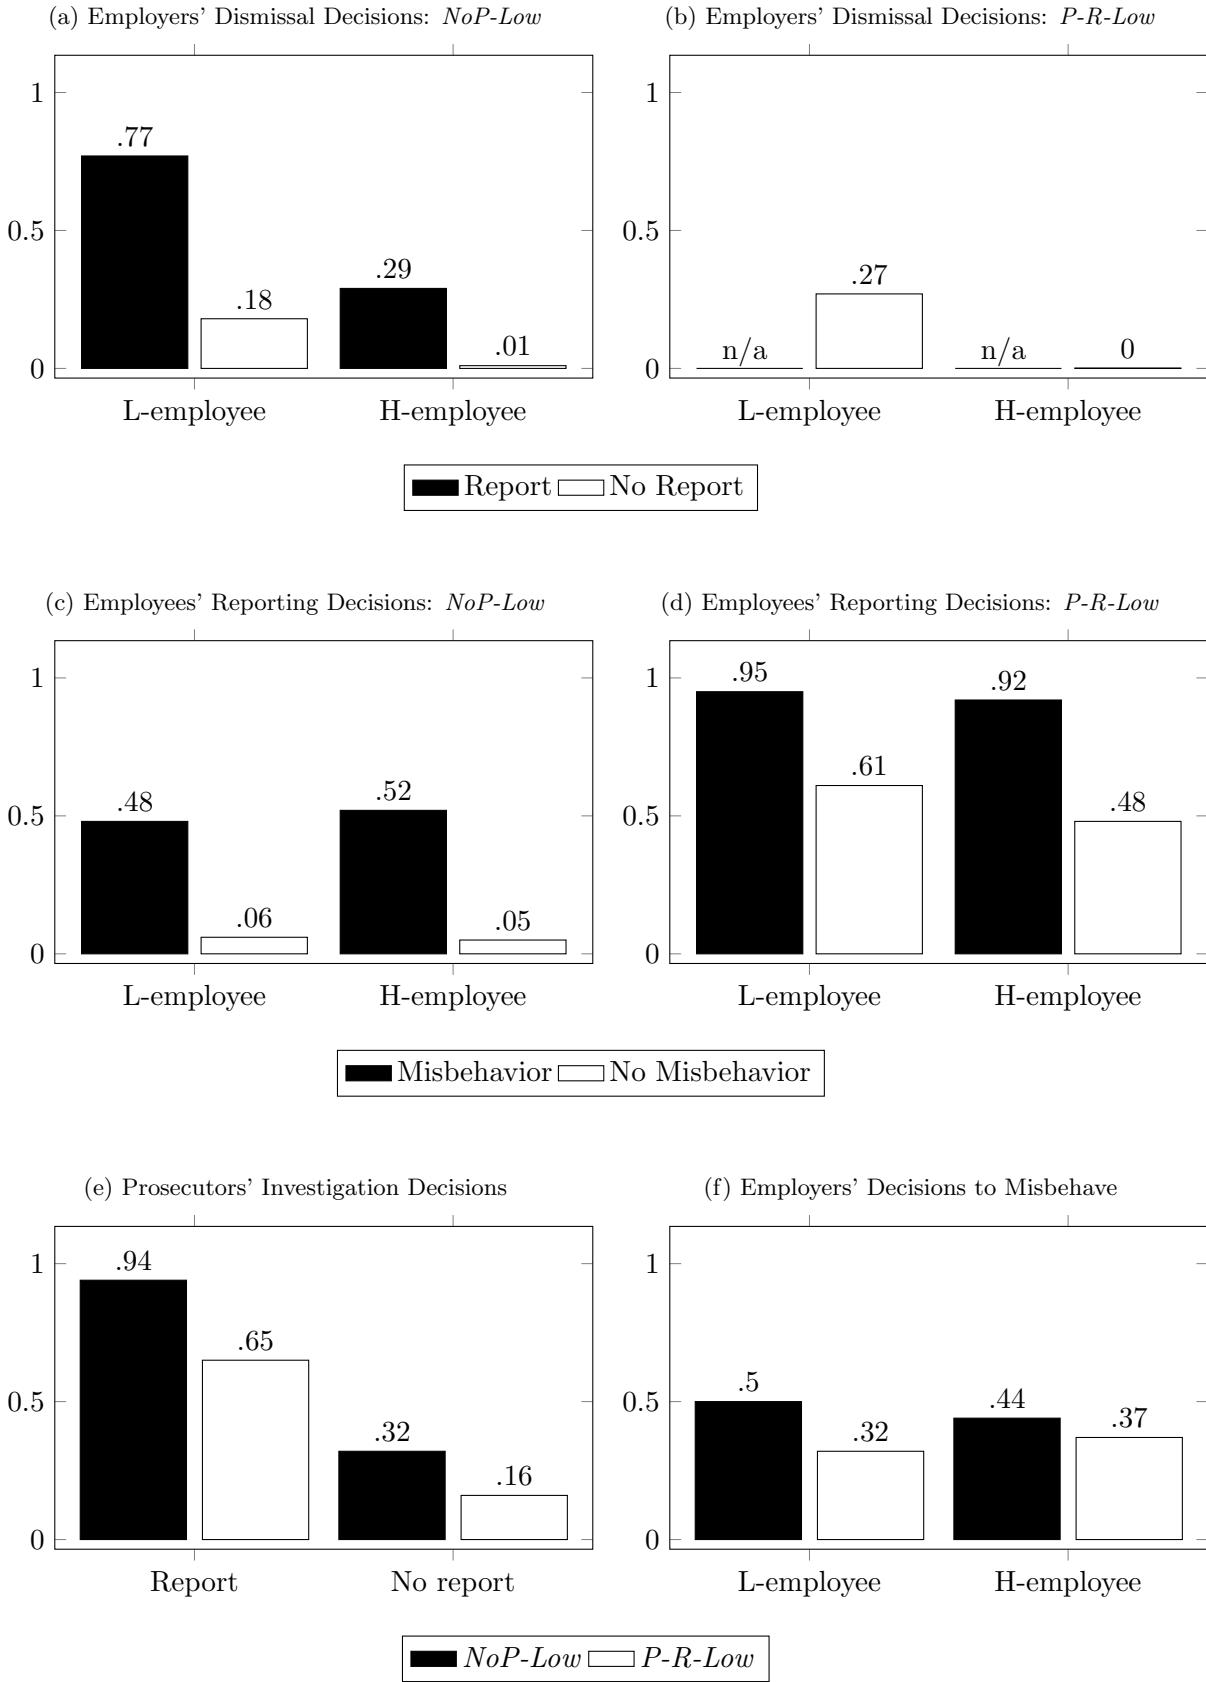 (a) Employers’ Dismissal Decisions: NoP-Low
(b) Employers’ Dismissal Decisions: P-R-Low
1
0.5
0
.77
.18
.29
.01
L-employee
H-employee
1
0.5
0
n/a
.27
n/a
0
L-employee
H-employee
Report
No Report
(c) Employees’ Reporting Decisions: NoP-Low
(d) Employees’ Reporting Decisions: P-R-Low
1
0.5
0
.48
.06
.52
.05
L-employee
H-employee
1
0.5
0
.95
.61
.92
.48
L-employee
H-employee
Misbehavior
No Misbehavior
(e) Prosecutors’ Investigation Decisions
(f) Employers’ Decisions to Misbehave
1
0.5
0
.94
.65
.32
.16
Report
No report
1
0.5
0
.5
.32
.44
.37
L-employee
H-employee
NoP-Low
P-R-Low